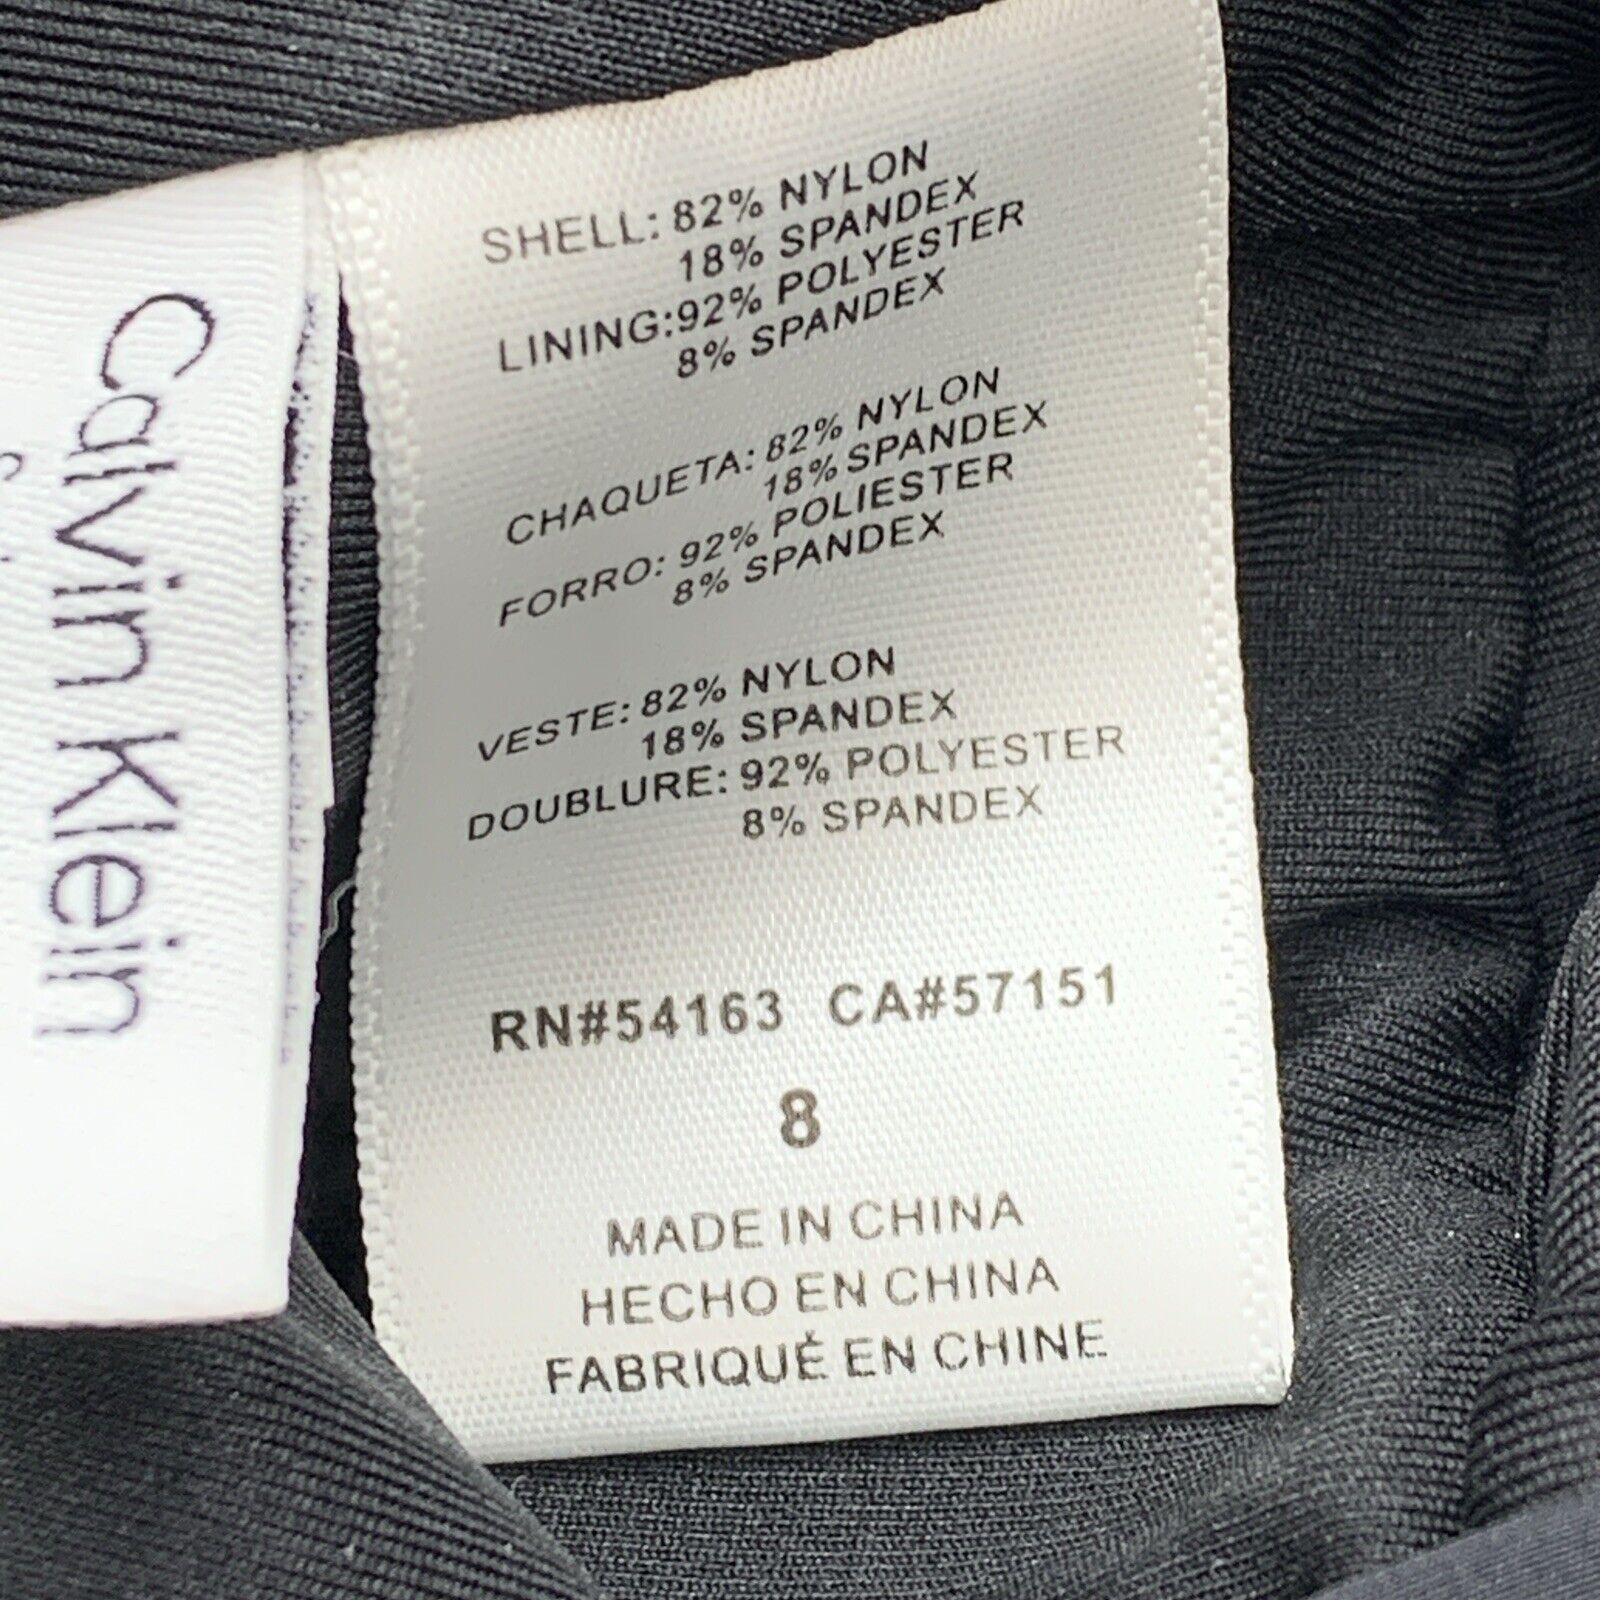 Calvin Klein
SHELL: 82% NYLON
18% SPANDEX
LINING:92% POLYESTER
8% SPANDEX
CHAQUETA: 82% NYLON
18% SPANDEX
FORRO: 92% POLIESTER
8% SPANDEX
VESTE: 82% NYLON
18% SPANDEX
DOUBLURE: 92% POLYESTER
8% SPANDEX
RN#54163 CA#57151
8
MADE IN CHINA
HECHO EN CHINA
FABRIQUÉ EN CHINE